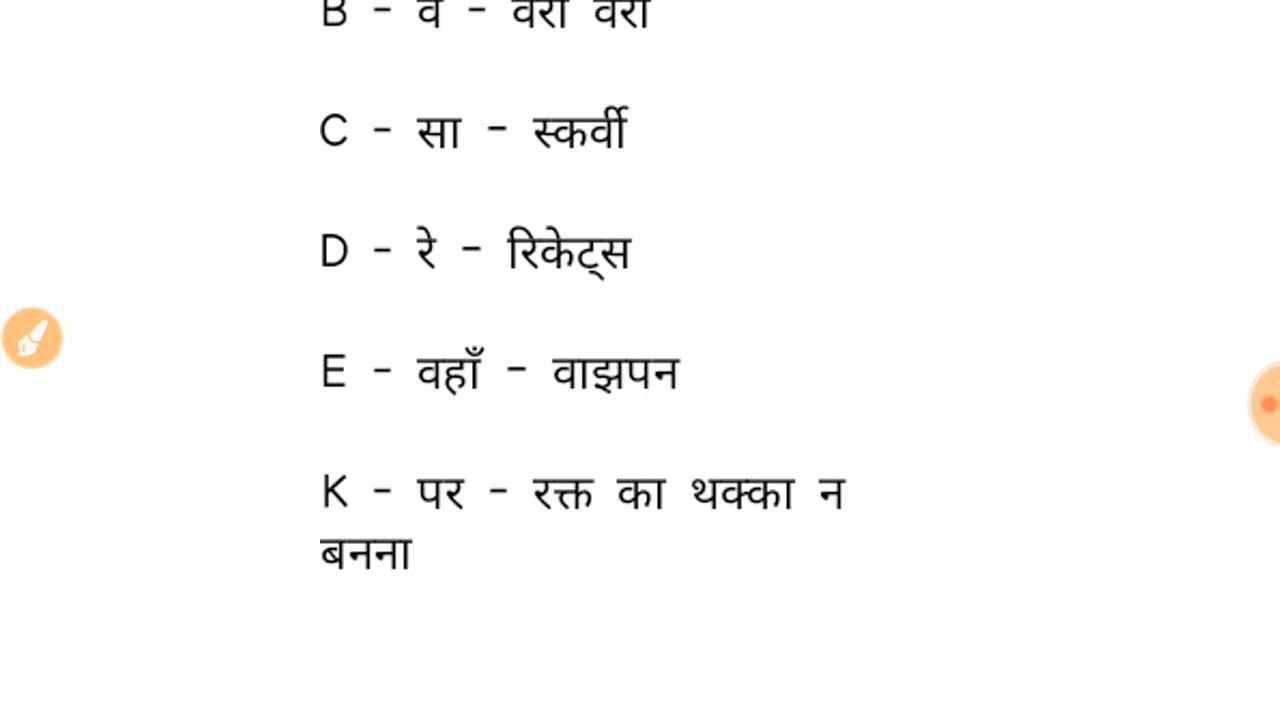 B - व - वेरी वेरी
C - सा - स्कर्वी
D - रे - रिकेट्स
E - वहाँ - वाझपन
K - पर - रक्त का थक्का न
बनना